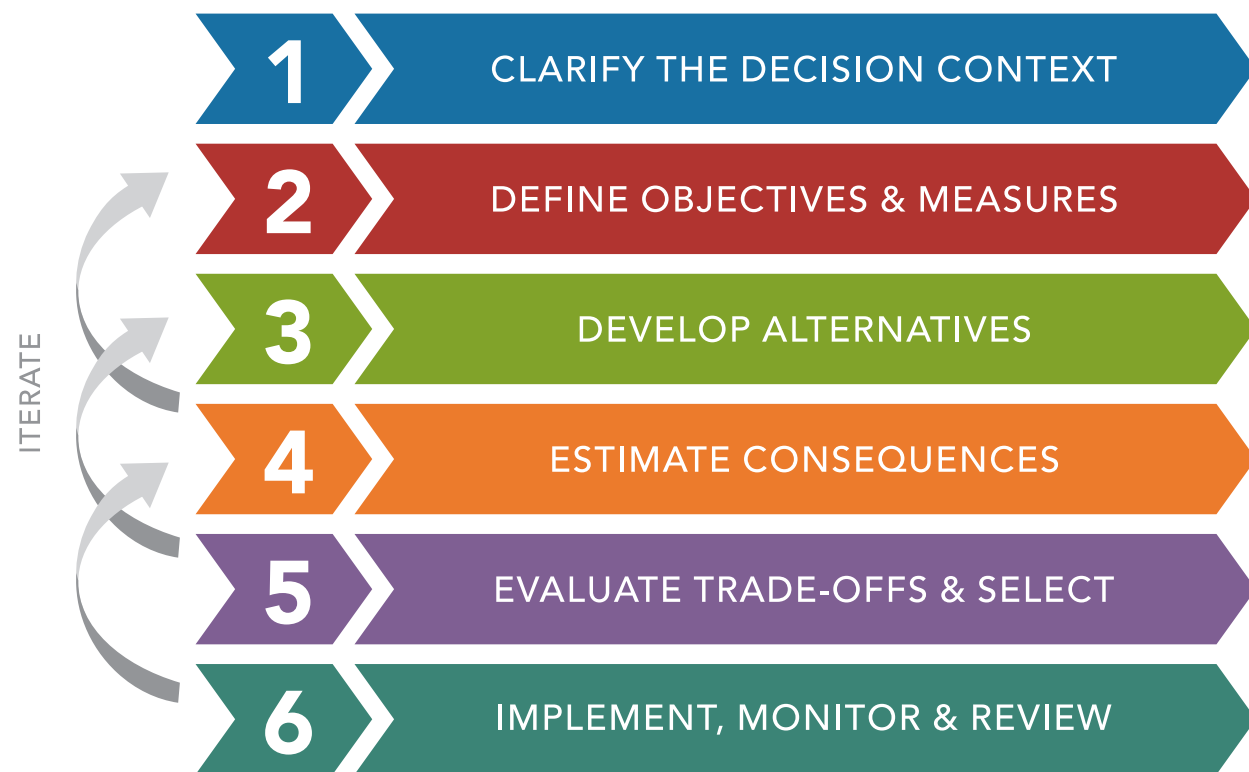 1
CLARIFY THE DECISION CONTEXT
2
DEFINE OBJECTIVES & MEASURES
3
DEVELOP ALTERNATIVES
4
ESTIMATE CONSEQUENCES
5
EVALUATE TRADE-OFFS & SELECT
6
IMPLEMENT, MONITOR & REVIEW
ITERATE